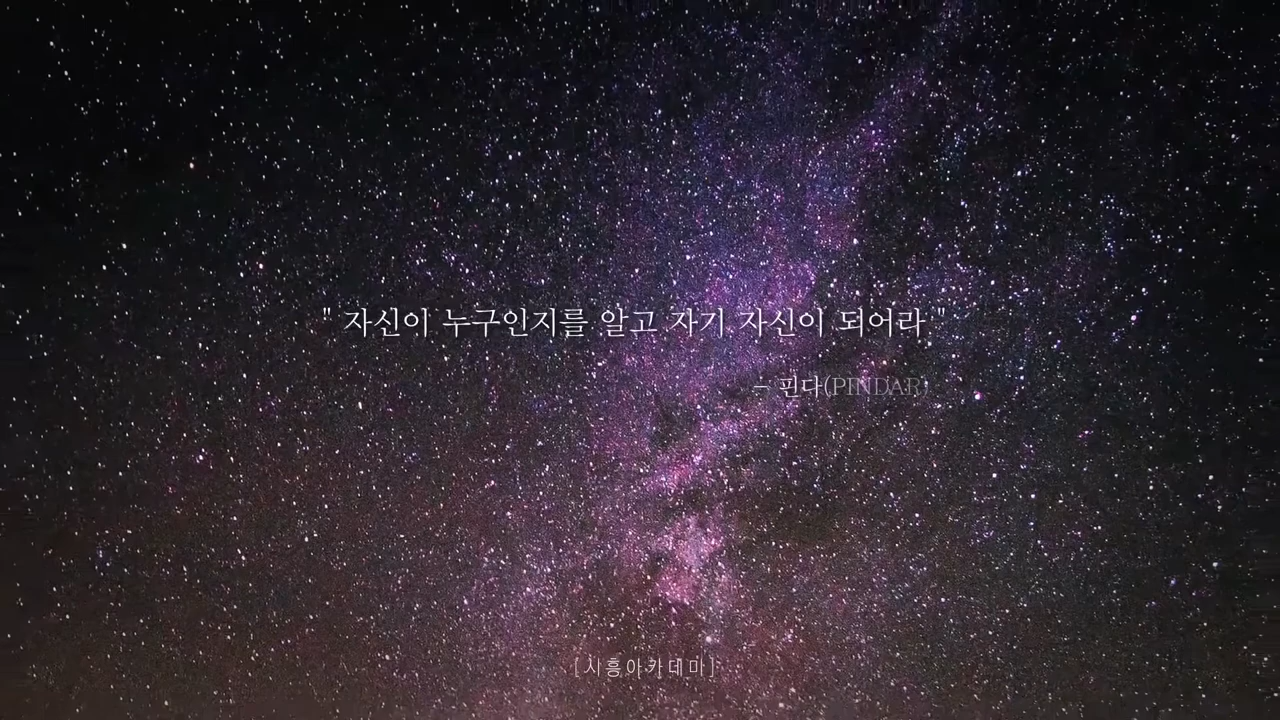 " 자신이 누구인지를 알고 자기 자신이 되어라 "
- 핀다(PINDAR)
[시흥아카데미]